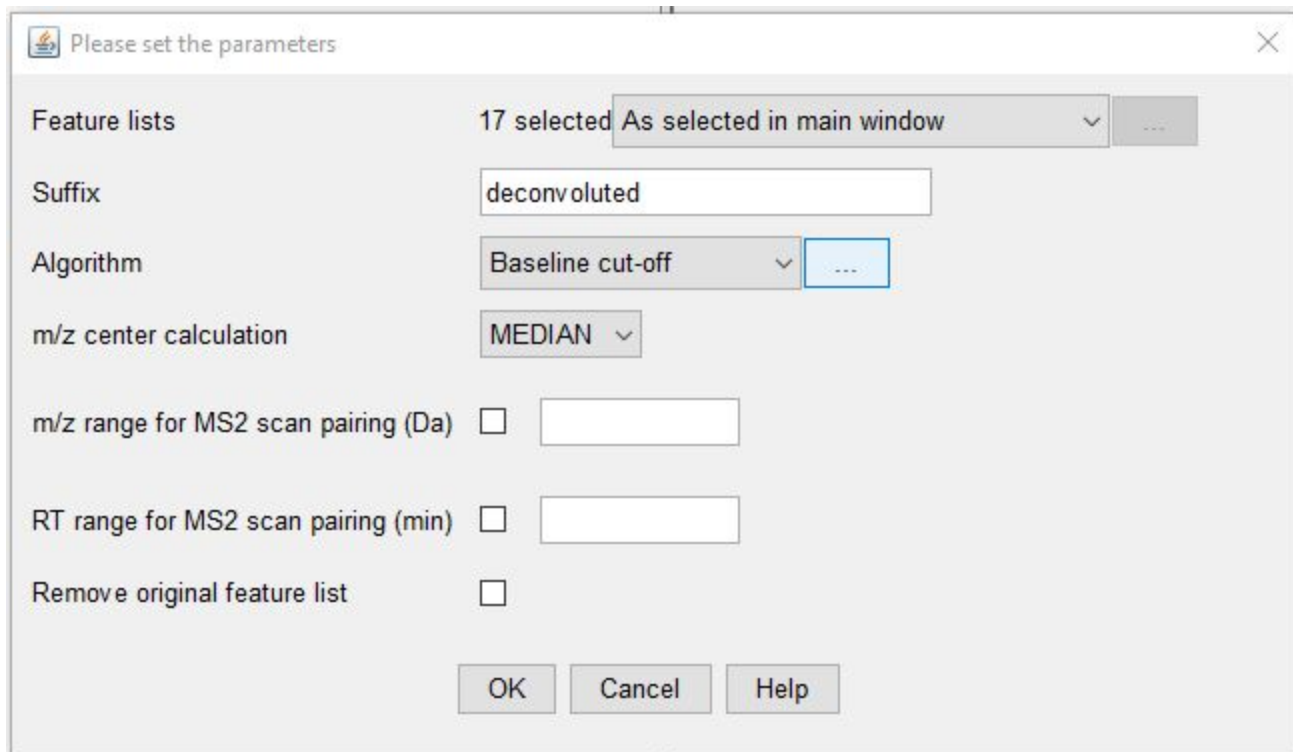 Please set the parameters
Feature lists 17 selected As selected in main window ...
Suffix deconvoluted
Algorithm Baseline cut-off ...
m/z center calculation MEDIAN
m/z range for MS2 scan pairing (Da)
RT range for MS2 scan pairing (min)
Remove original feature list
OK Cancel Help